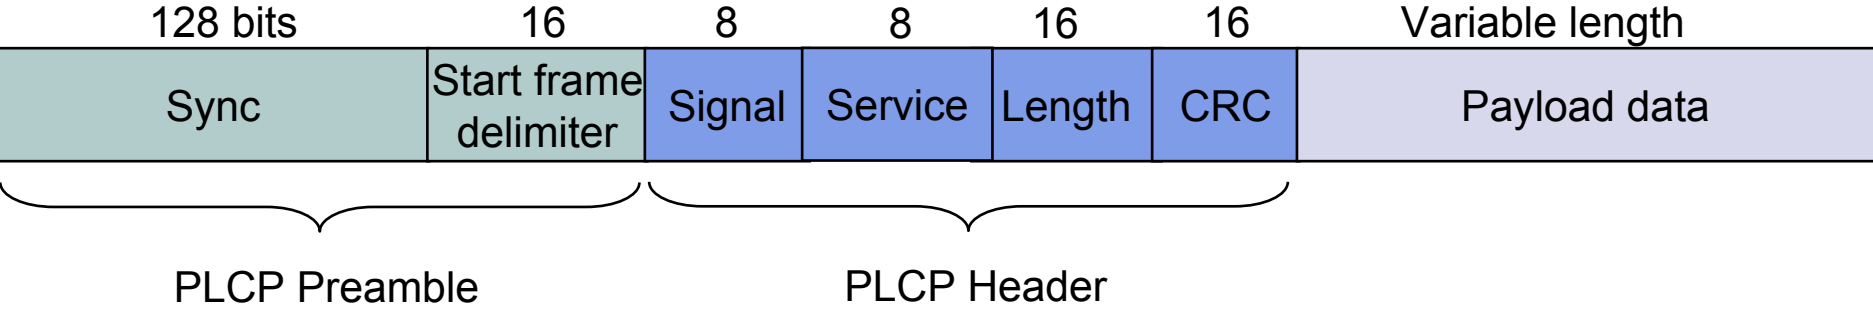 128 bits 16 8 8 16 16 Variable length
Sync Start frame delimiter Signal Service Length CRC Payload data
PLCP Preamble PLCP Header